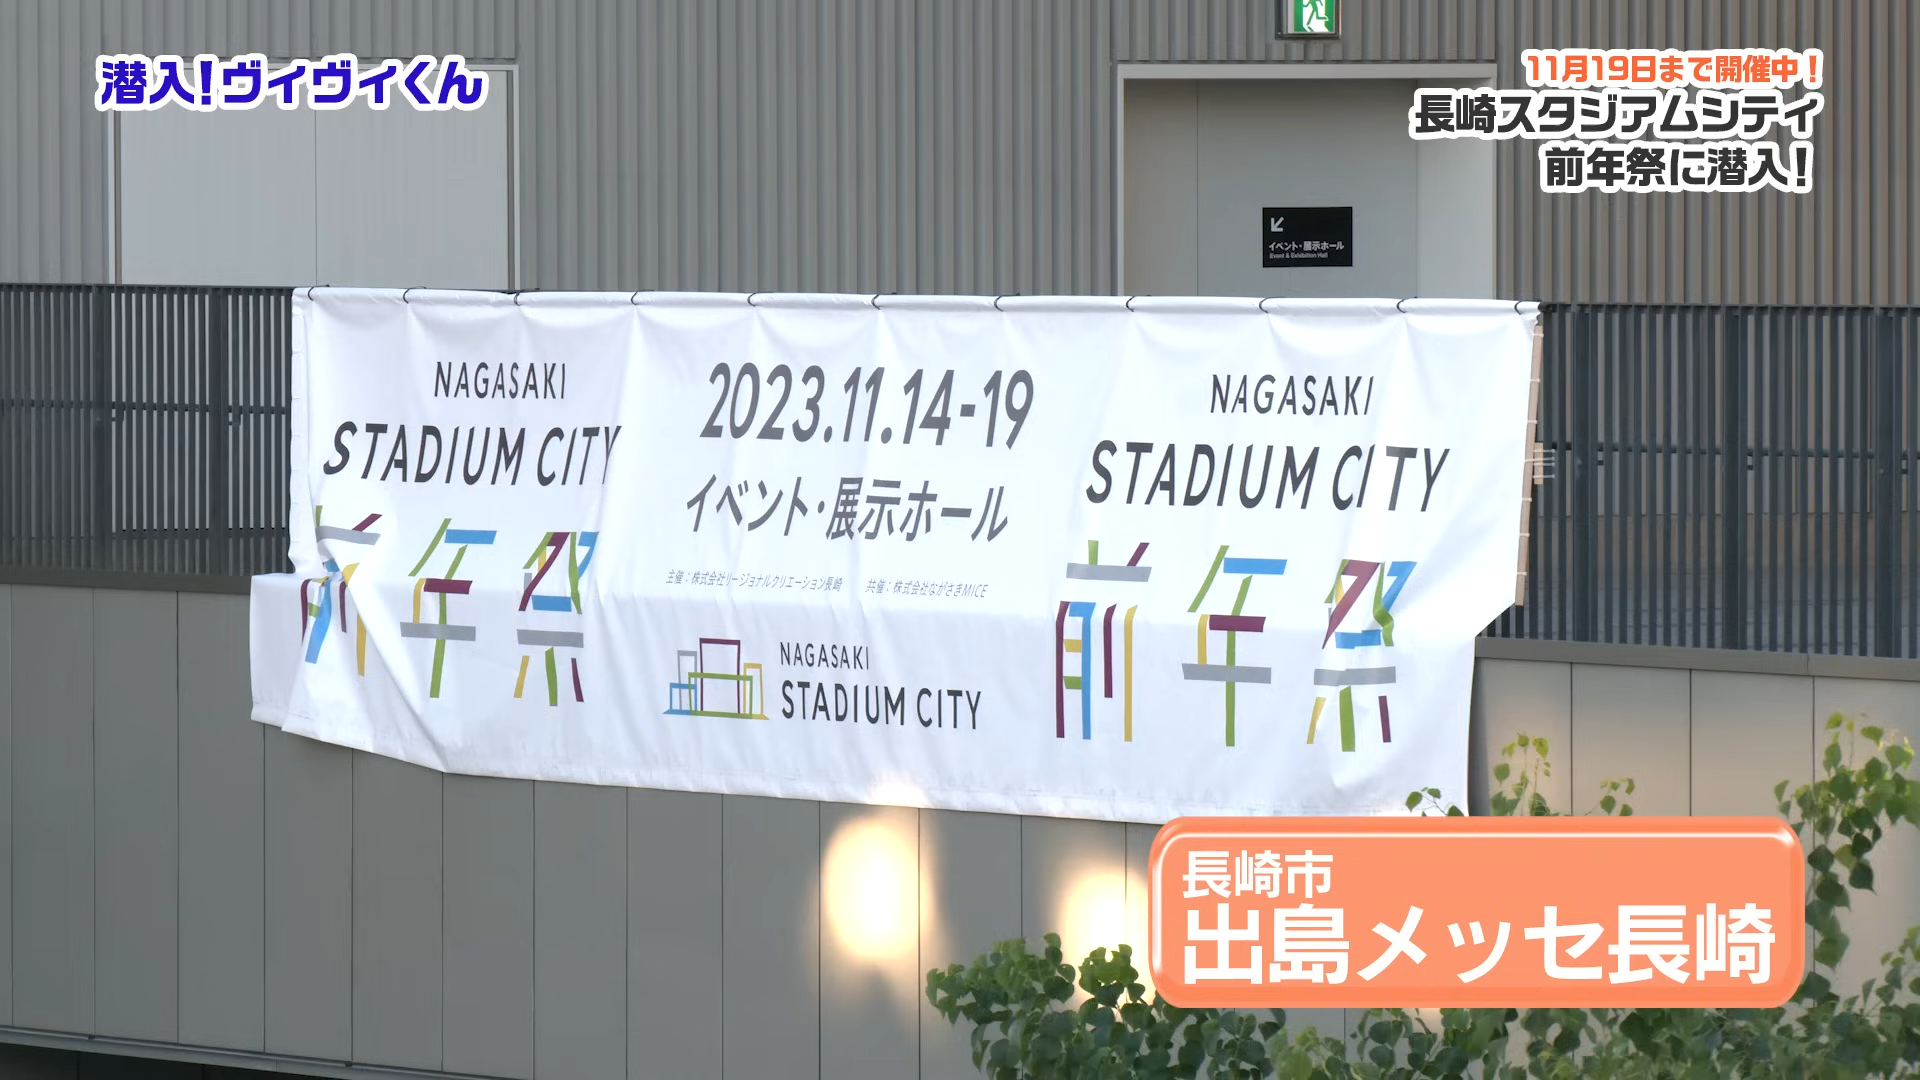 潜入!ヴィヴィくん
11月19日まで開催中!
長崎スタジアムシティ
前年祭に潜入!
イベント・展示ホール
Event & Exhibition Hall
NAGASAKI
STADIUM CITY
前年祭
2023.11.14-19
イベント・展示ホール
主催:株式会社リージョナルクリエーション長崎 共催:株式会社ながさきMICE
NAGASAKI
STADIUM CITY
NAGASAKI
STADIUM CITY
前年祭
長崎市
出島メッセ長崎